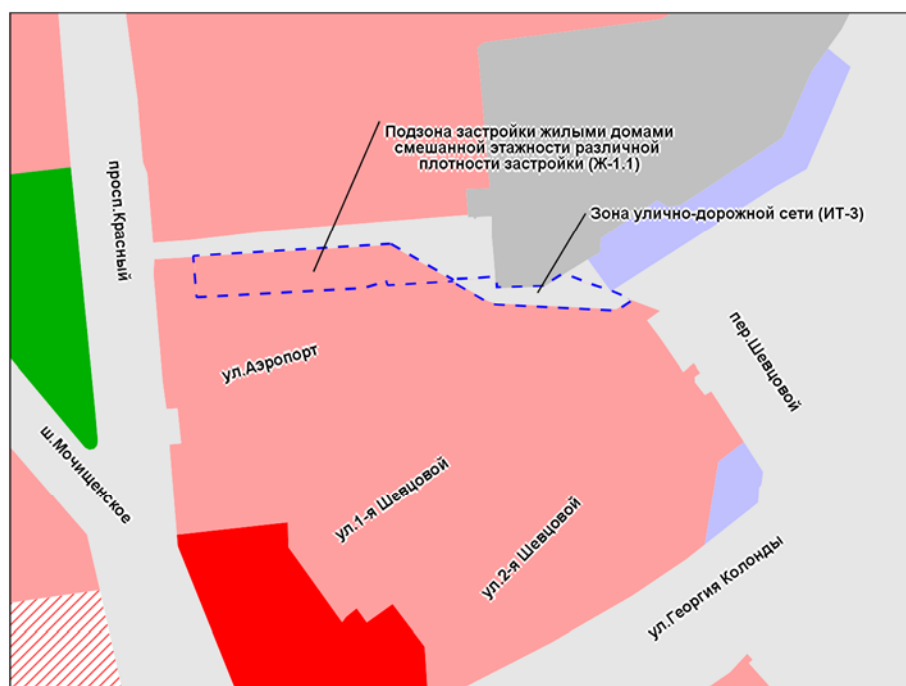 Подзона застройки жилыми домами
смешанной этажности различной
плотности застройки (Ж-1.1)
Зона улично-дорожной сети (ИТ-3)
просп.Красный
пер.Шевцовой
ул.Аэропорт
ш.Мочищенское
ул.1-я Шевцовой
ул.2-я Шевцовой
ул.Георгия Колонды